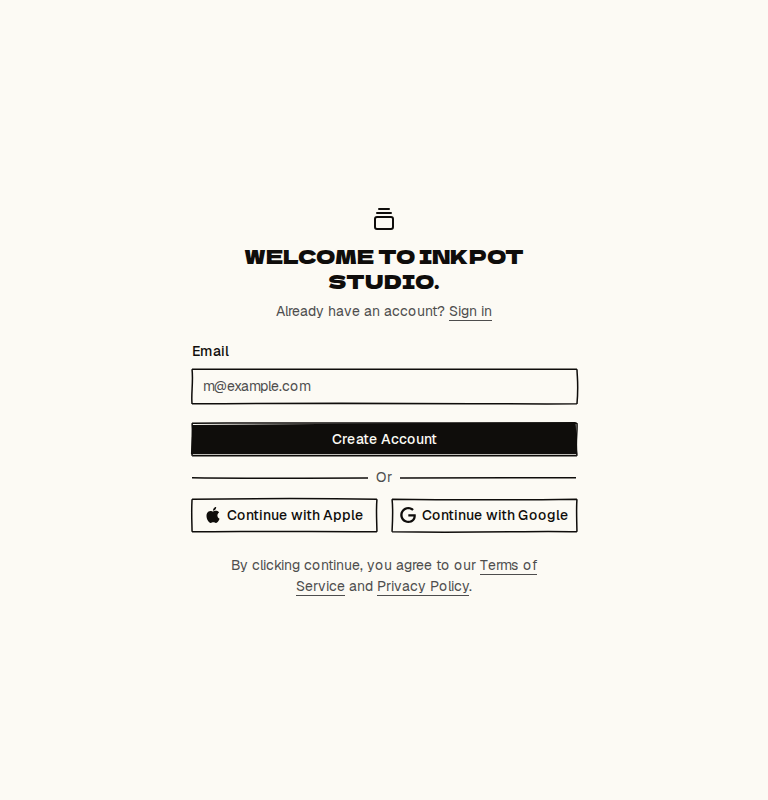 WELCOME TO INKPOT
STUDIO.
Already have an account? Sign in
Email
m@example.com
Create Account
Or
Continue with Apple
Continue with Google
By clicking continue, you agree to our Terms of
Service and Privacy Policy.